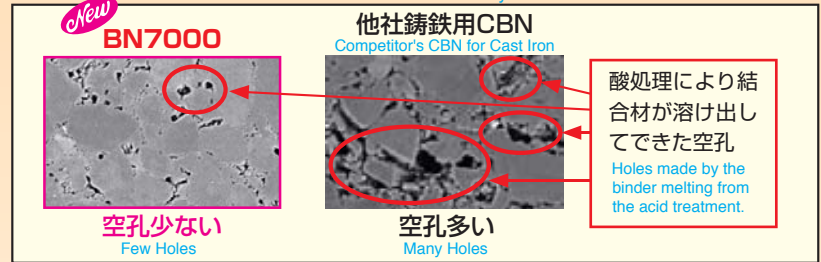 New
BN7000
空孔少ない
Few Holes
他社鋳鉄用CBN
Competitor's CBN for Cast Iron
空孔多い
Many Holes
酸処理により結
合材が溶け出し
てできた空孔
Holes made by the
binder melting from
the acid treatment.